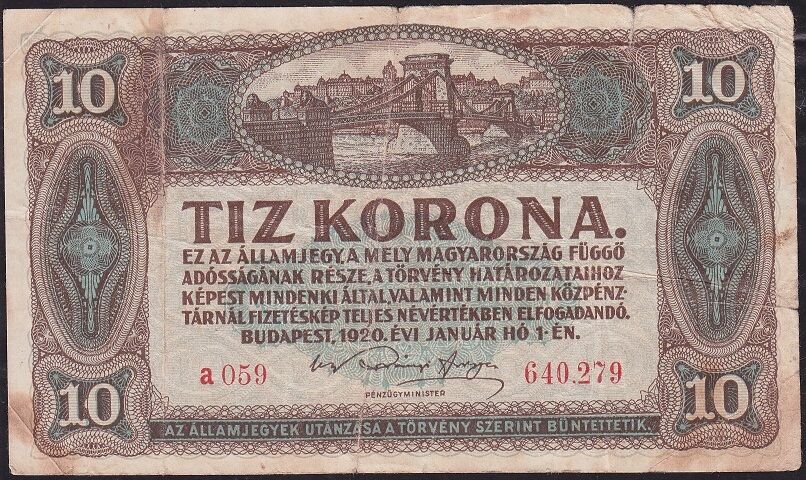 10 10
TIZ KORONA.
EZ AZ ÁLLAMJEGY, A MELY MAGYARORSZÁG FÜGGŐ
ADÓSSÁGÁNAK RÉSZE, A TÖRVÉNY HATÁROZATAIHOZ
KÉPEST MINDENKI ÁLTAL, VALAMINT MINDEN KÖZPÉNZ-
TÁRNÁL FIZETÉSKÉP TELJES NÉVÉRTÉKBEN ELFOGADANDÓ.
BUDAPEST, 1920. ÉVI JANUÁR HÓ 1-ÉN.
a 059 640.279
PÉNZÜGYMINISTER
10 10
AZ ÁLLAMJEGYEK UTÁNZÁSA A TÖRVÉNY SZERINT BÜNTETTETIK.